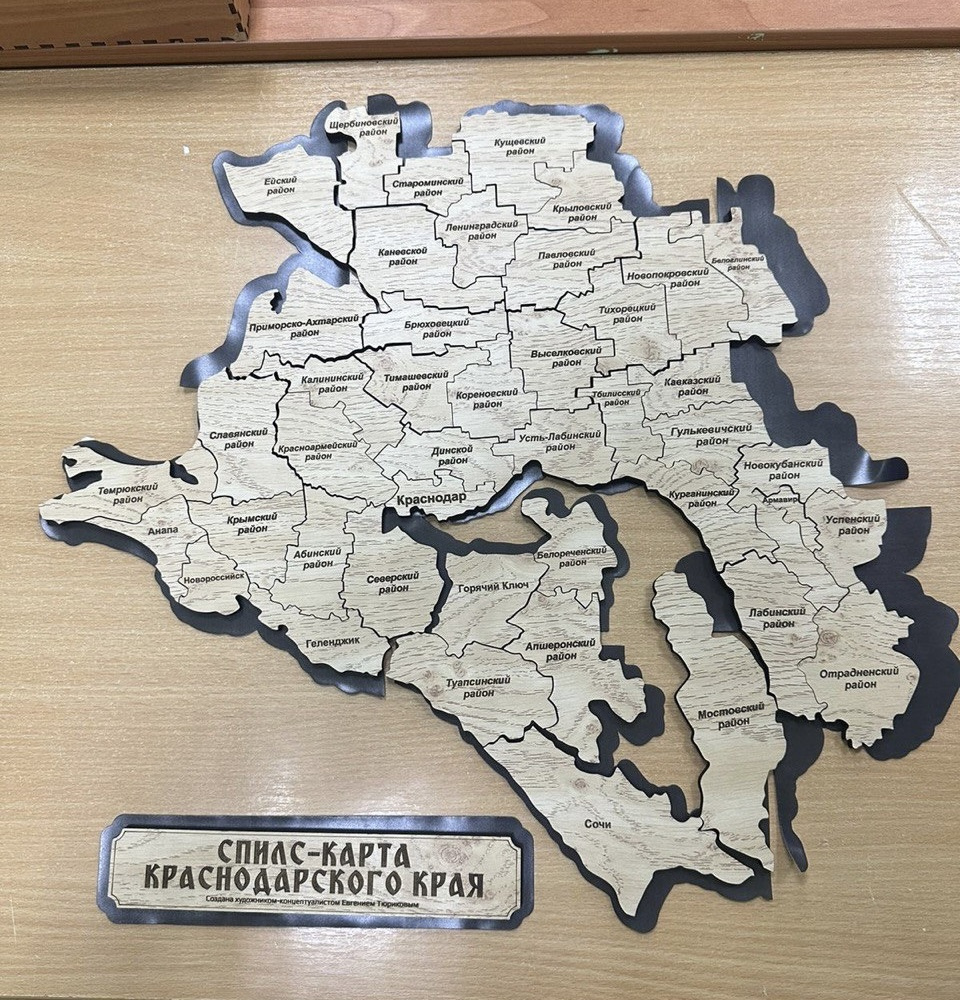 Щербиновский
район
Кущевский
район
Ейский
район
Староминский
район
Крыловский
район
Ленинградский
район
Каневской
район
Павловский
район
Новопокровский
район
Белоглинский
район
Приморско-Ахтарский
район
Брюховецкий
район
Тихорецкий
район
Выселковский
район
Калининский
район
Тимашевский
район
Кореновский
район
Тбилисский
район
Кавказский
район
Славянский
район
Красноармейский
район
Динской
район
Усть-Лабинский
район
Гулькевичский
район
Новокубанский
район
Темрюкский
район
Краснодар
Курганинский
район
Армавир
Успенский
район
Анапа
Крымский
район
Абинский
район
Северский
район
Горячий Ключ
Белореченский
район
Новороссийск
Геленджик
Апшеронский
район
Лабинский
район
Туапсинский
район
Мостовский
район
Отрадненский
район
Сочи
СПИЛС-КАРТА
КРАСНОДАРСКОГО КРАЯ
Создана художником-концептуалистом Евгением Тюриковым